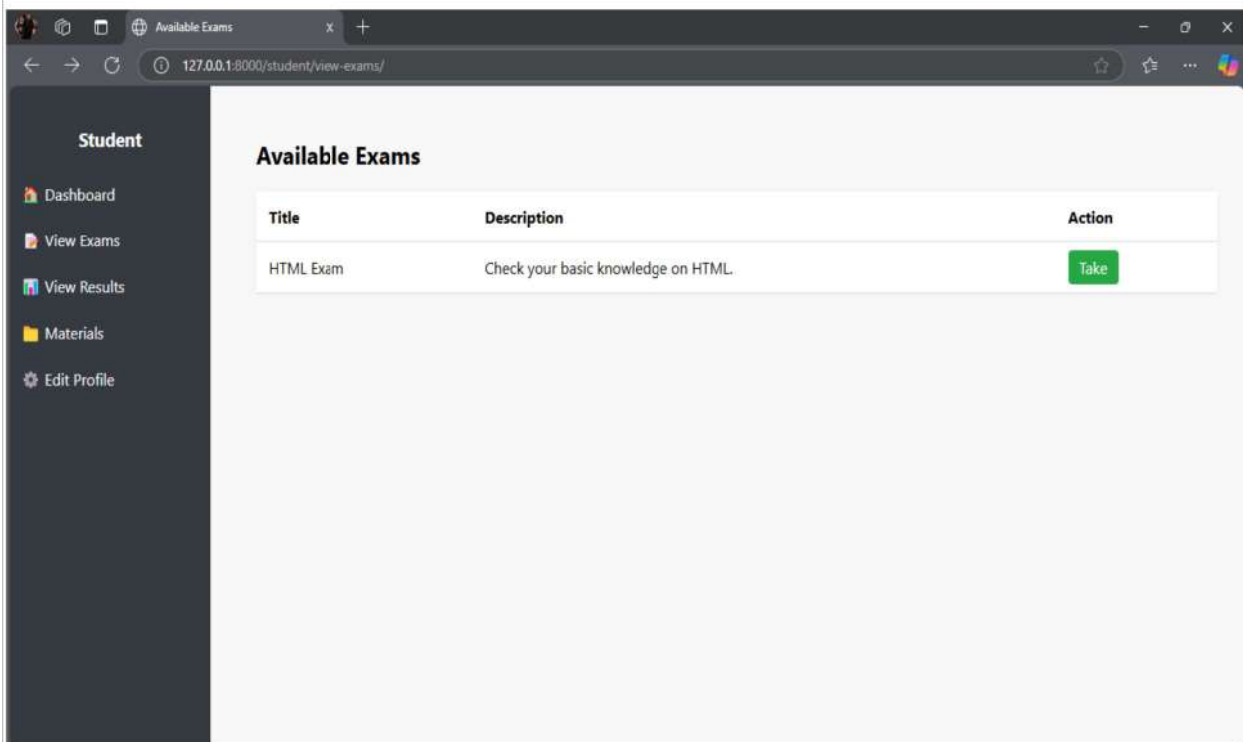 Available Exams
127.0.0.1:8000/student/view-exams/
Student
Dashboard
View Exams
View Results
Materials
Edit Profile
Available Exams
Title Description Action
HTML Exam Check your basic knowledge on HTML. Take